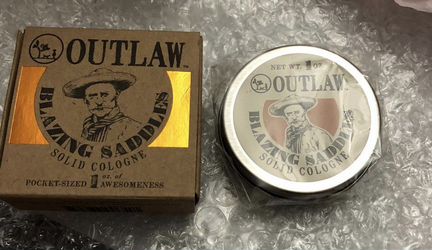 OUTLAW
BLAZING SADDLES
SOLID COLOGNE
POCKET-SIZED 1 oz. of AWESOMENESS
NET WT. 1 OZ.
OUTLAW
BLAZING SADDLES
SOLID COLOGNE